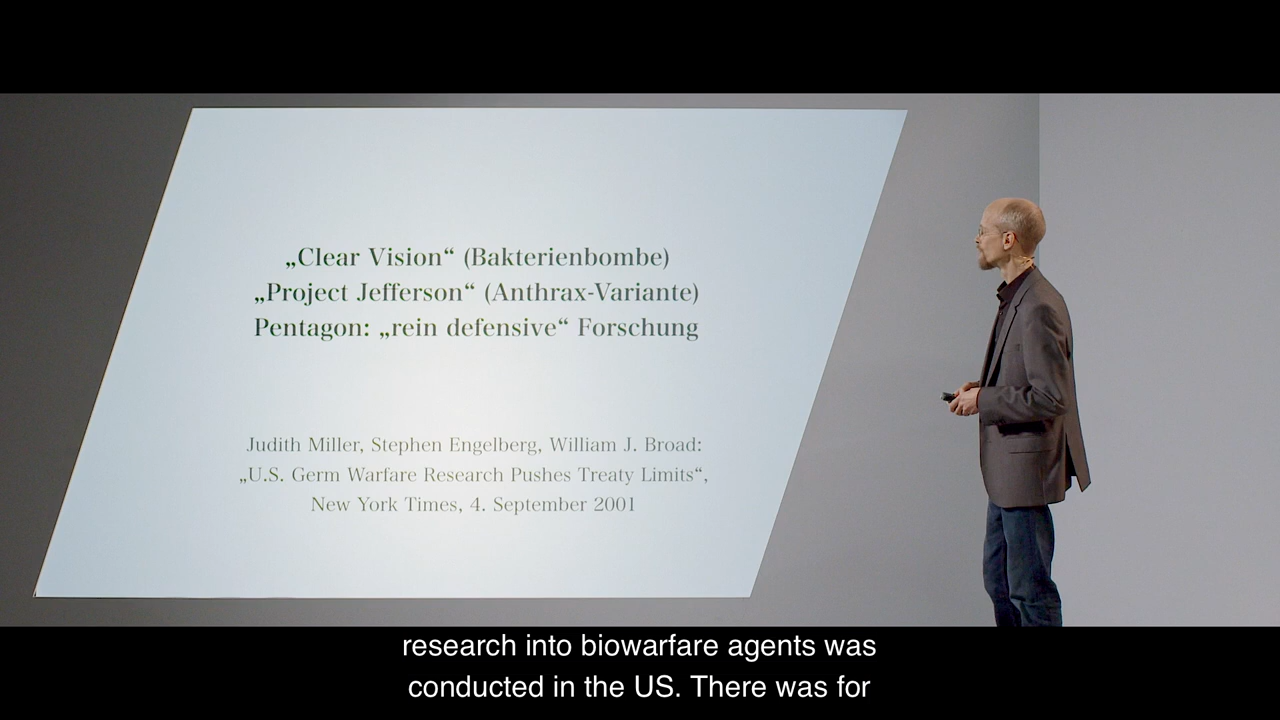 „Clear Vision“ (Bakterienbombe)
„Project Jefferson“ (Anthrax-Variante)
Pentagon: „rein defensive“ Forschung
Judith Miller, Stephen Engelberg, William J. Broad:
„U.S. Germ Warfare Research Pushes Treaty Limits“,
New York Times, 4. September 2001
research into biowarfare agents was
conducted in the US. There was for